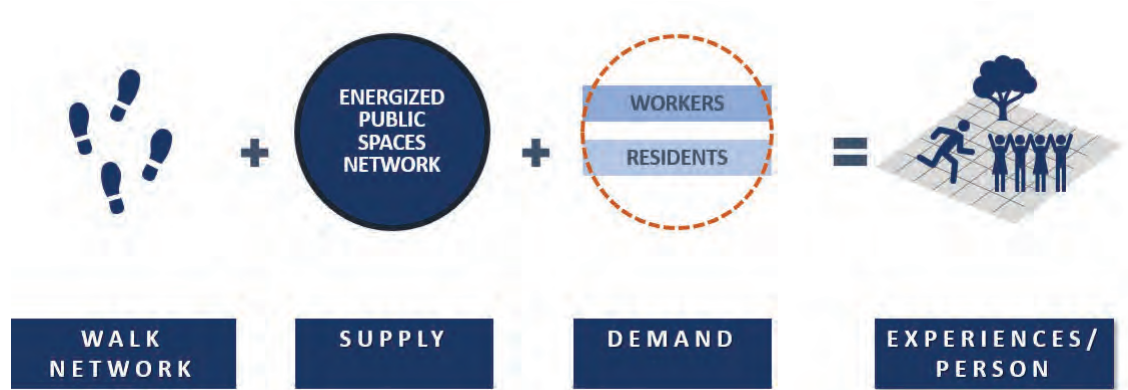 ENERGIZED
PUBLIC
SPACES
NETWORK
+
+
WORKERS
RESIDENTS
=
WALK
NETWORK
SUPPLY
DEMAND
EXPERIENCES/
PERSON